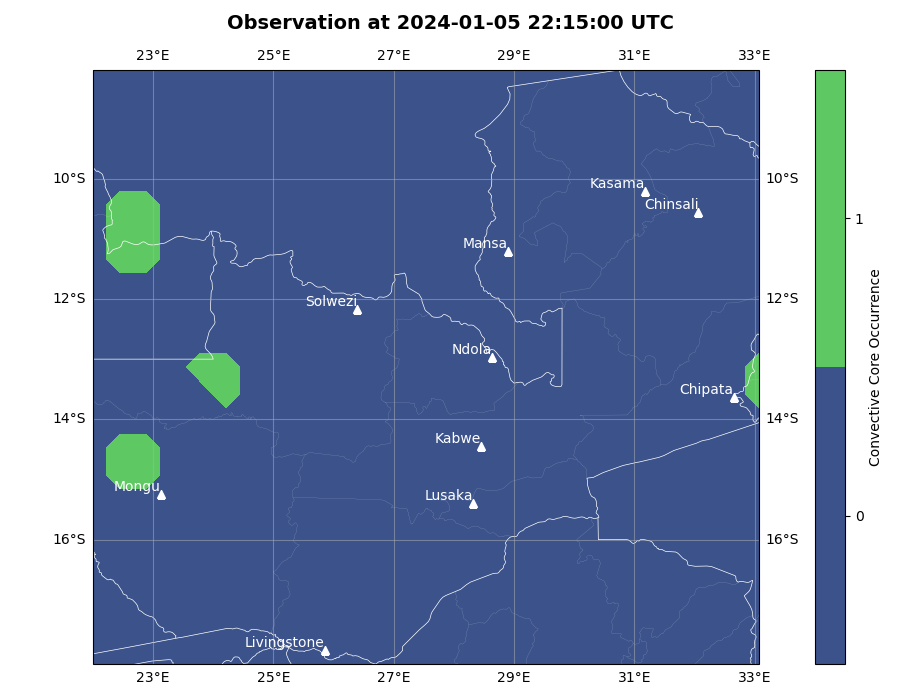 Observation at 2024-01-05 22:15:00 UTC
23°E 25°E 27°E 29°E 31°E 33°E
10°S 10°S
Kasama
Chinsali
Mansa
12°S 12°S
Solwezi
Ndola
Chipata
14°S 14°S
Kabwe
Mongu
Lusaka
16°S 16°S
Livingstone
23°E 25°E 27°E 29°E 31°E 33°E
1
0
Convective Core Occurrence